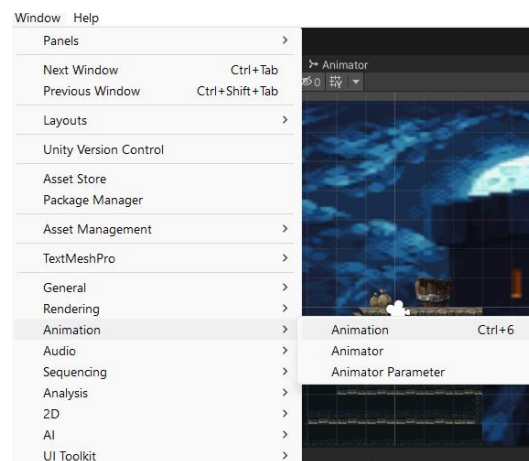 Window Help
Panels
Next Window Ctrl+Tab
Previous Window Ctrl+Shift+Tab
Layouts
Unity Version Control
Asset Store
Package Manager
Asset Management
TextMeshPro
General
Rendering
Animation
Audio
Sequencing
Analysis
2D
AI
UI Toolkit
Animator
0
Animation Ctrl+6
Animator
Animator Parameter